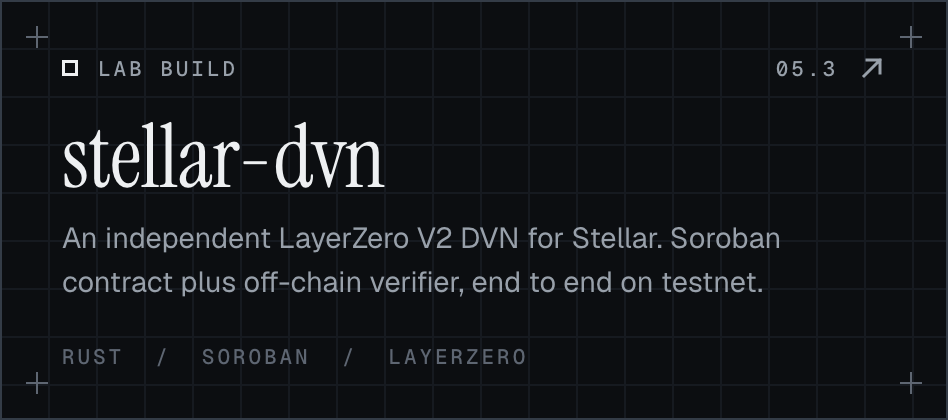 LAB BUILD
05.3
stellar-dvn
An independent LayerZero V2 DVN for Stellar. Soroban
contract plus off-chain verifier, end to end on testnet.
RUST / SOROBAN / LAYERZERO